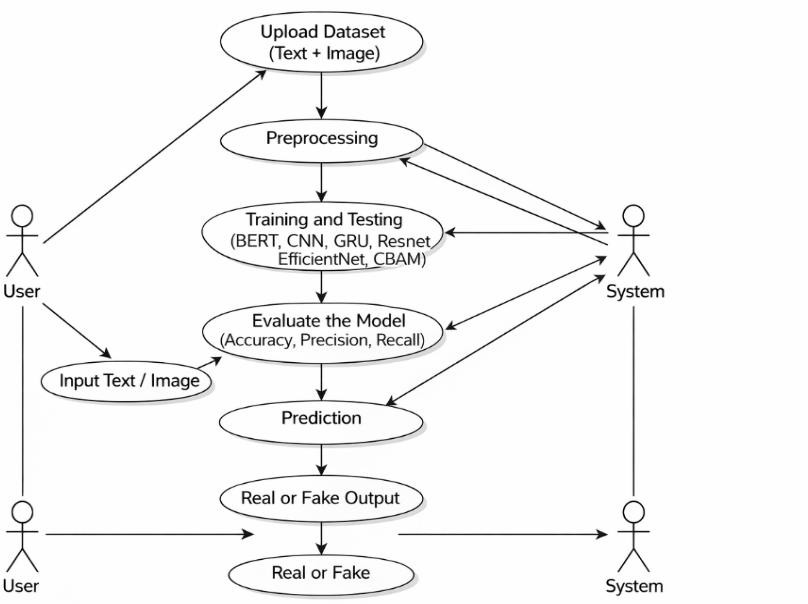 Upload Dataset
(Text + Image)
Preprocessing
Training and Testing
(BERT, CNN, GRU, Resnet
EfficientNet, CBAM)
User
System
Evaluate the Model
(Accuracy, Precision, Recall)
Input Text / Image
Prediction
Real or Fake Output
Real or Fake
User
System